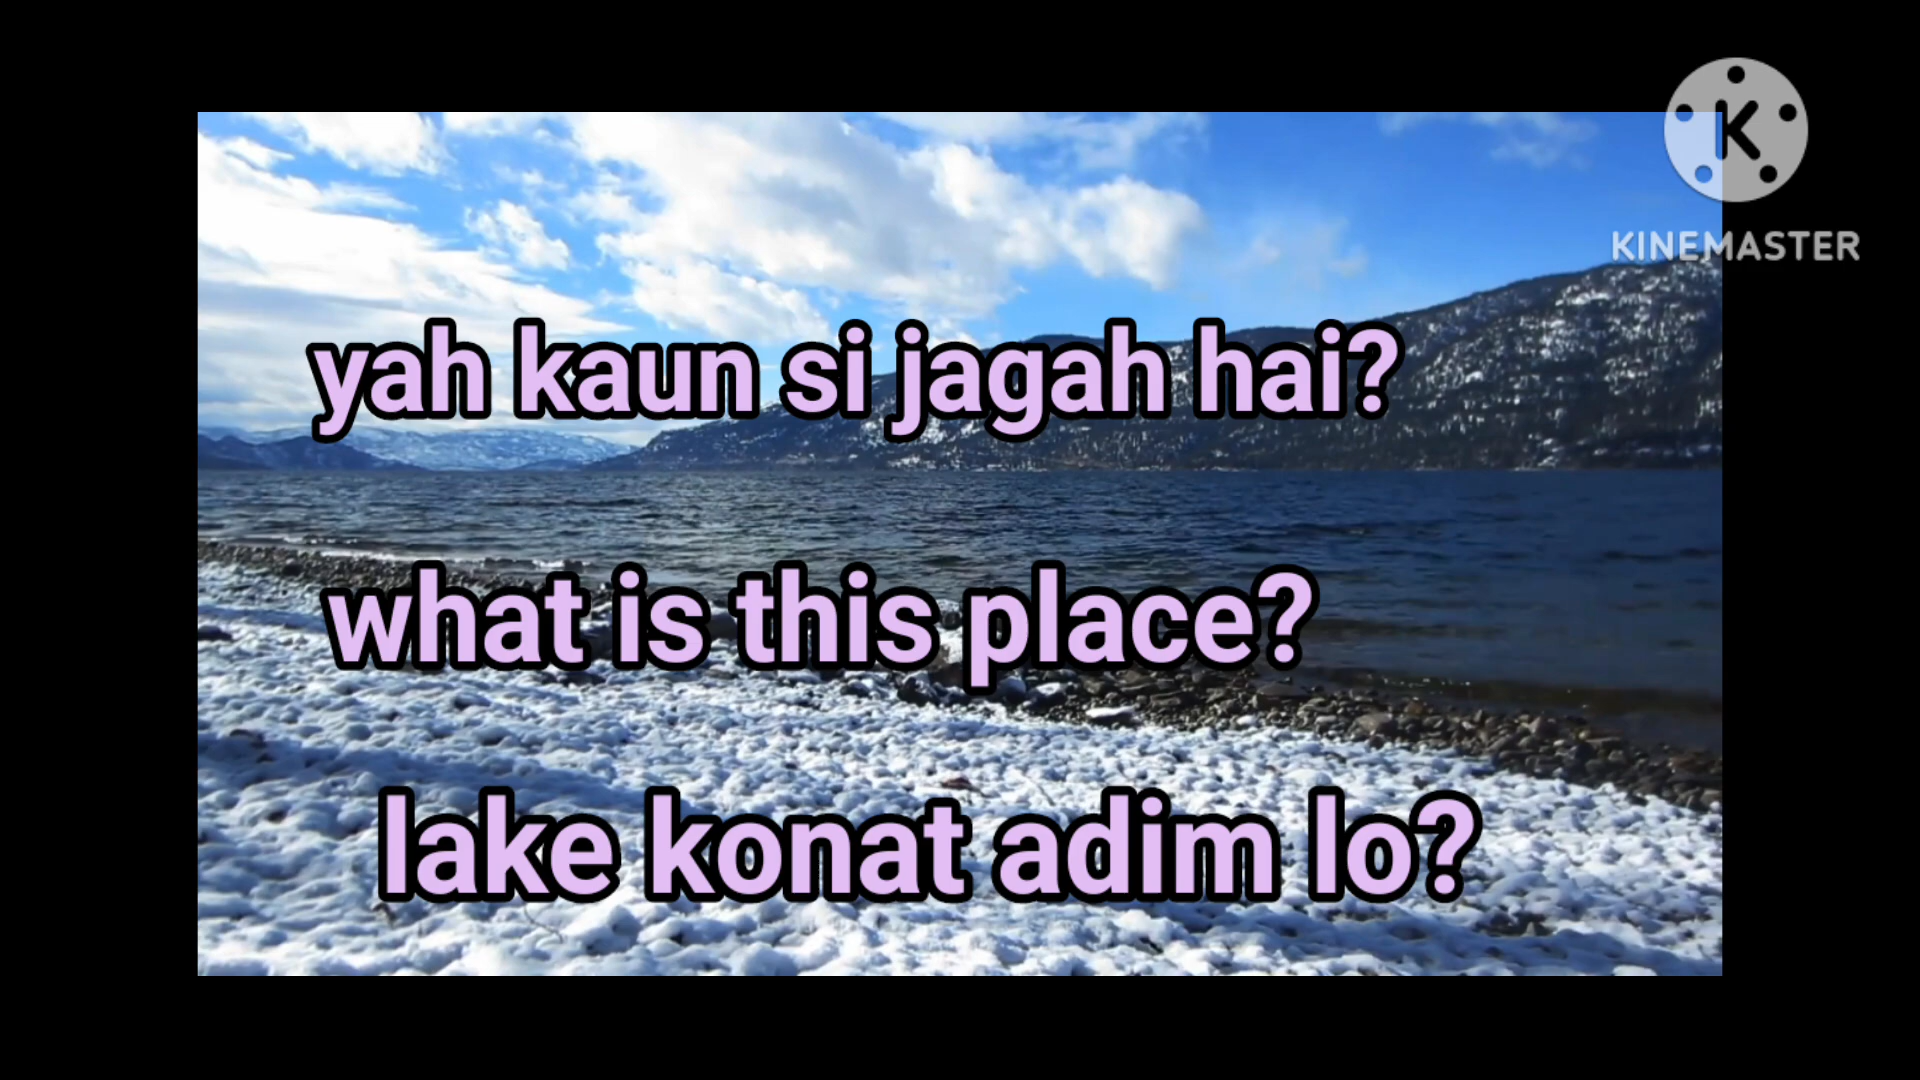 KINEMASTER
yah kaun si jagah hai?
what is this place?
lake konat adim lo?